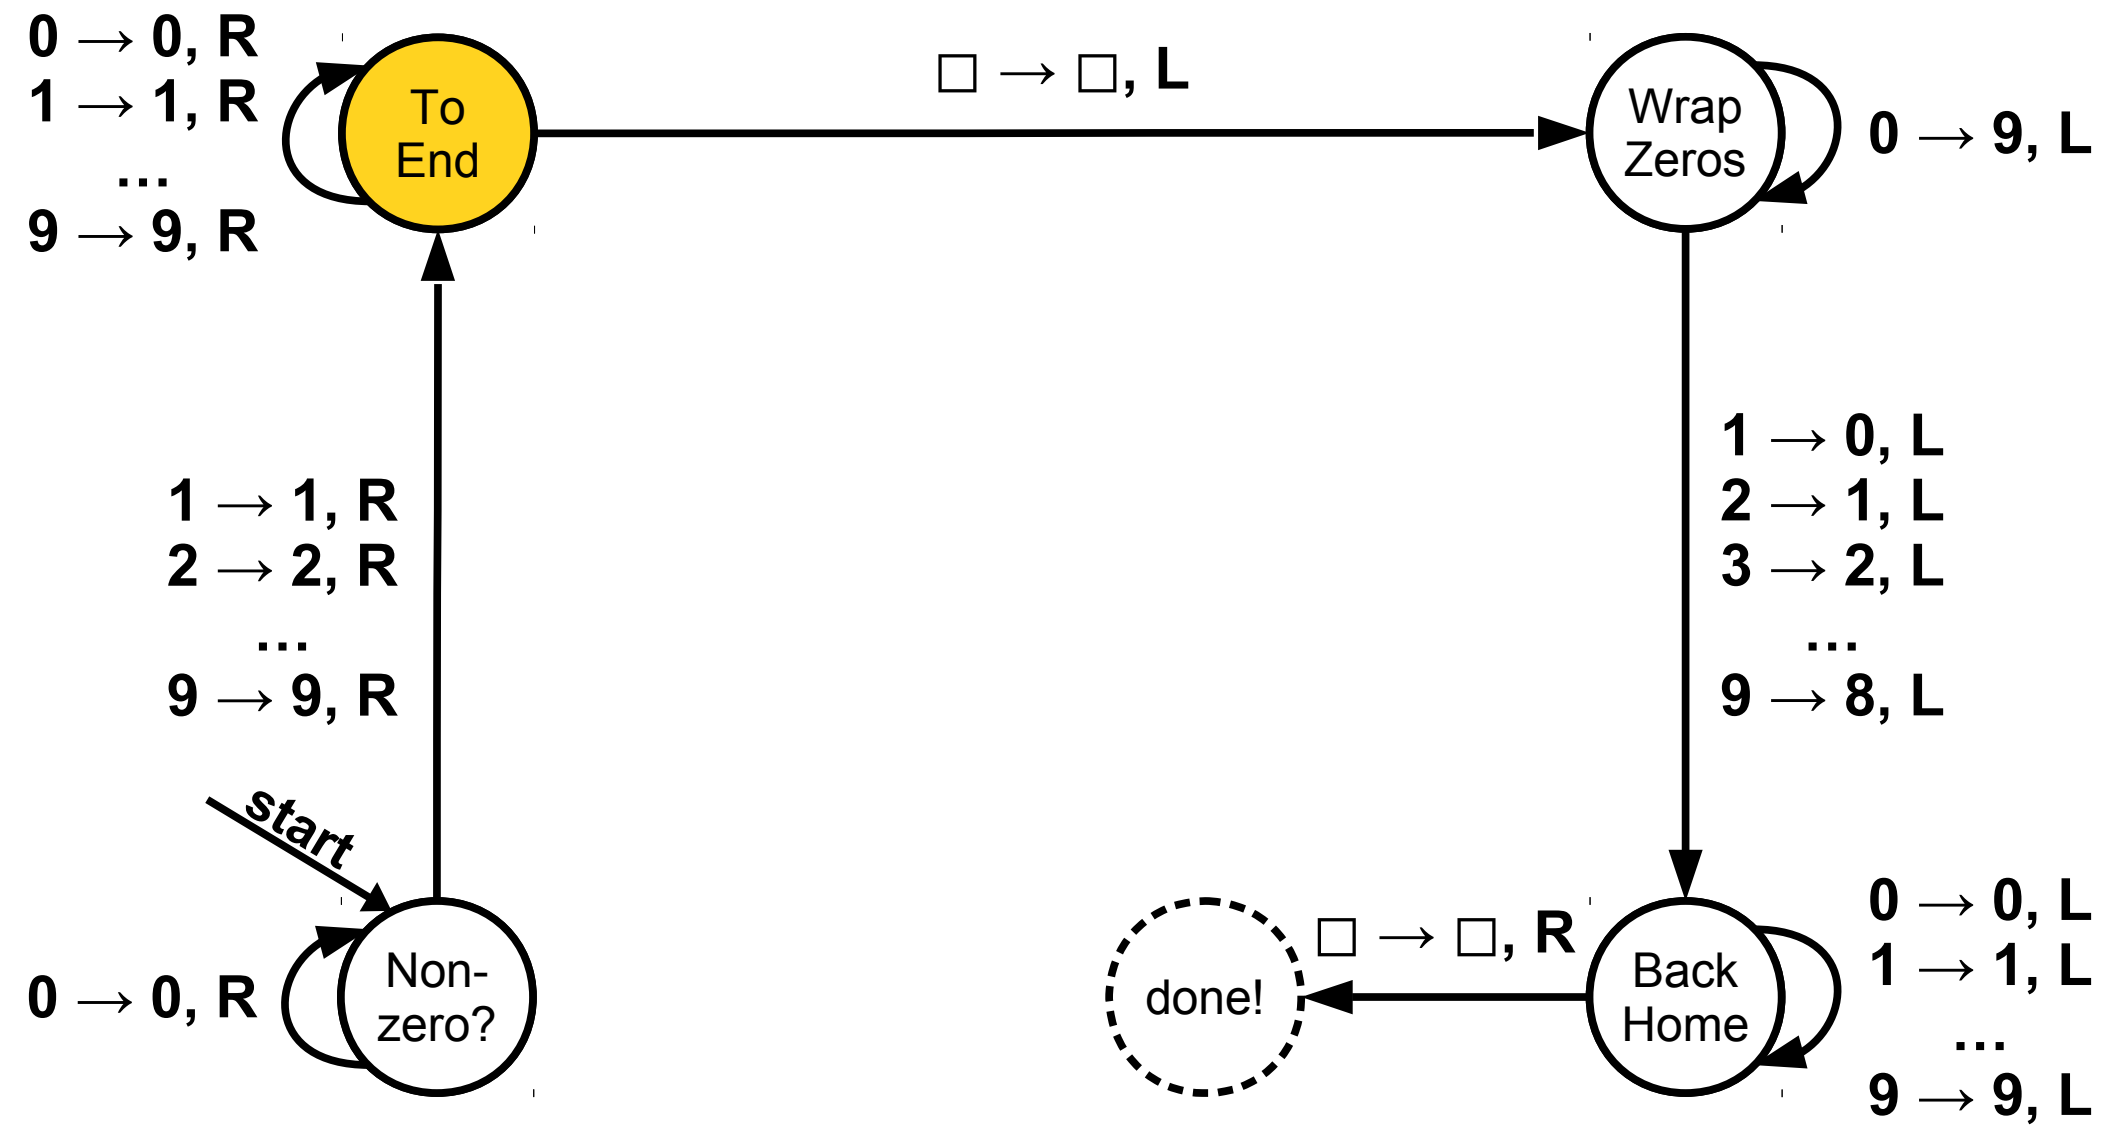 0 → 0, R
1 → 1, R
...
9 → 9, R
To
End
□ → □, L
Wrap
Zeros
0 → 9, L
1 → 1, R
2 → 2, R
...
9 → 9, R
1 → 0, L
2 → 1, L
3 → 2, L
...
9 → 8, L
start
0 → 0, R
Non-
zero?
done!
□ → □, R
Back
Home
0 → 0, L
1 → 1, L
...
9 → 9, L